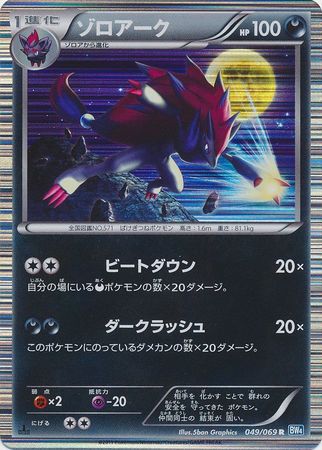 1進化
ゾロアーク
HP 100
ゾロアから進化
全国図鑑NO.571 ばけぎつねポケモン 高さ：1.6m 重さ：81.1kg
ビートダウン 20×
自分の場にいるポケモンの数×20ダメージ。
ダークラッシュ 20×
このポケモンにのっているダメカンの数×20ダメージ。
弱点 ×2 抵抗力 -20
にげる
相手を 化かす ことで 群れの
安全を 守って きた ポケモン。
仲間同士の 結束が 固い。
Illus.5ban Graphics 049/069 R BW4